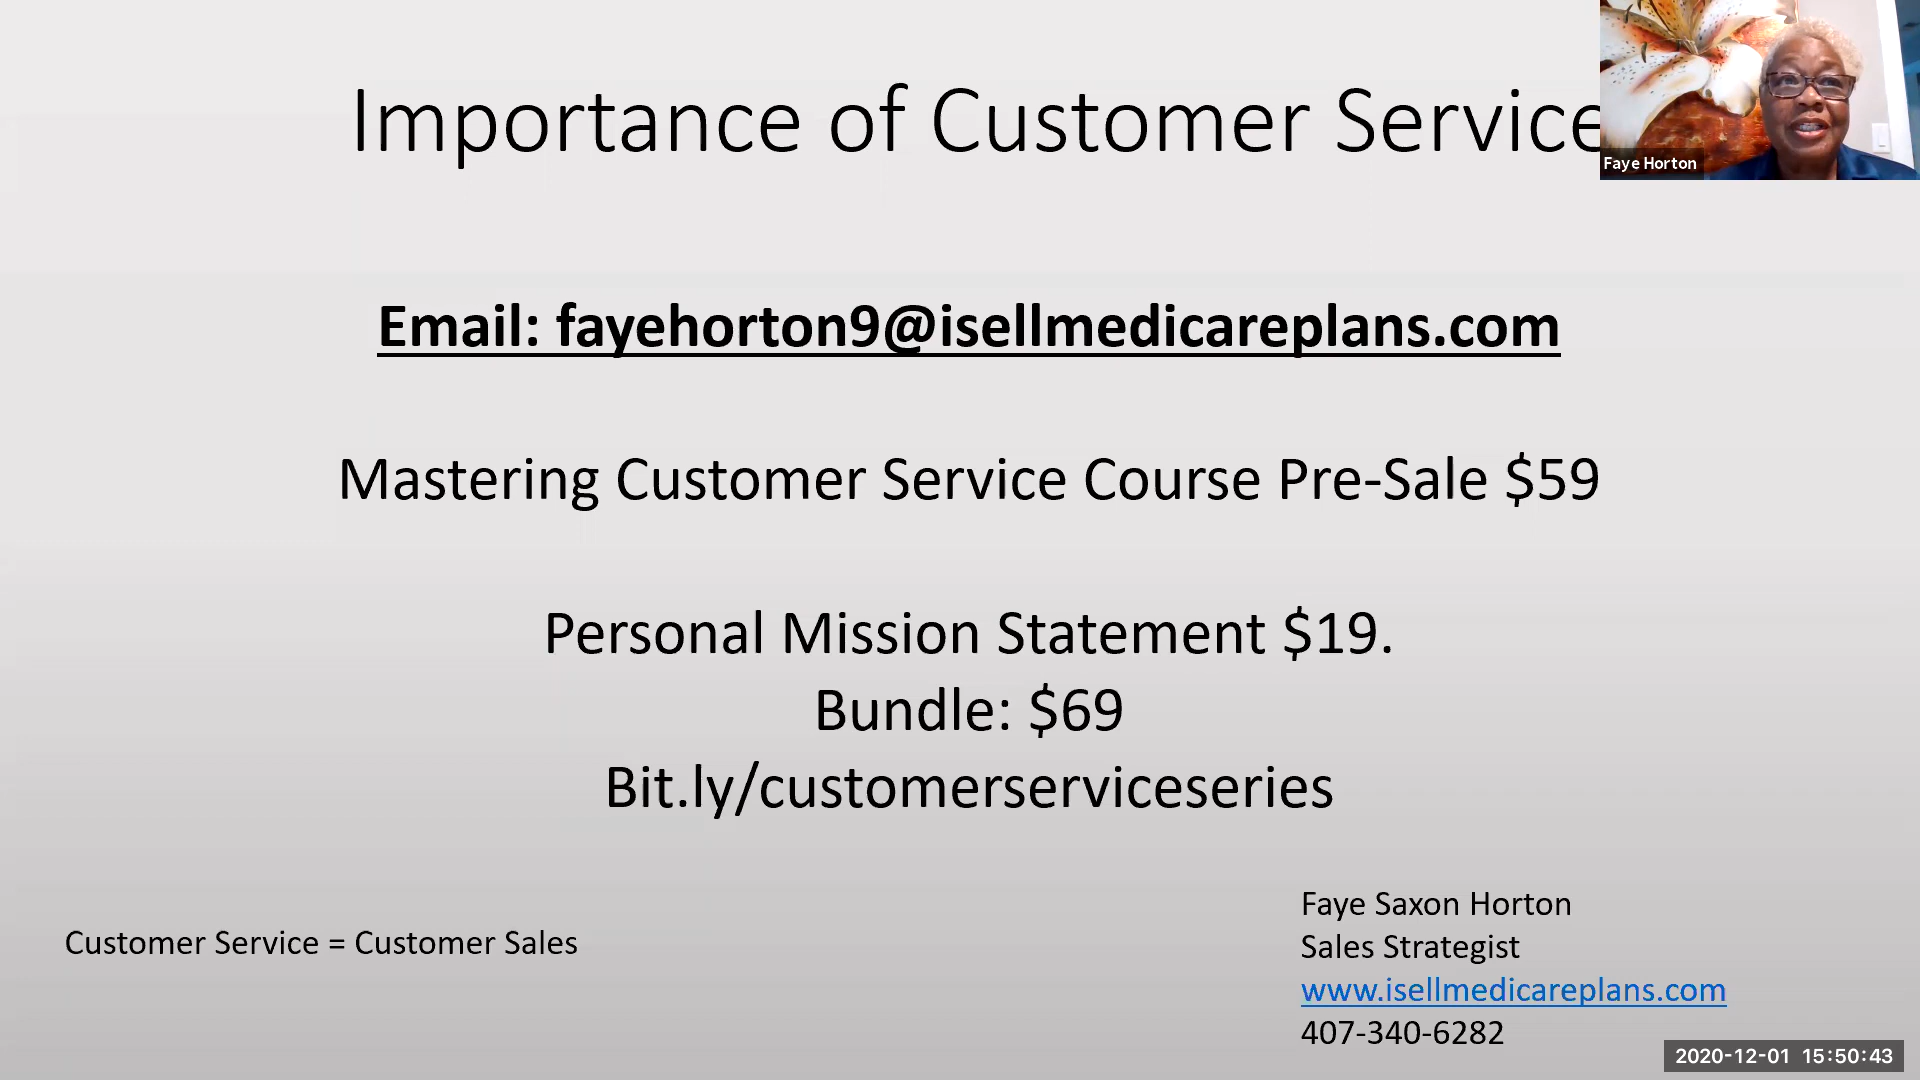 Importance of Customer Service
Faye Horton
Email: fayehorton9@isellmedicareplans.com
Mastering Customer Service Course Pre-Sale $59
Personal Mission Statement $19.
Bundle: $69
Bit.ly/customerserviceseries
Customer Service = Customer Sales
Faye Saxon Horton
Sales Strategist
www.isellmedicareplans.com
407-340-6282
2020-12-01 15:50:43